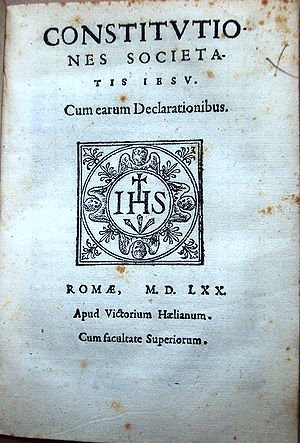 CONSTITVTIO-
NES SOCIETA-
TIS IESV.
Cum earum Declarationibus.
IHS
ROMÆ, M. D. LXX.
Apud Victorium Hælianum.
Cum facultate Superiorum.